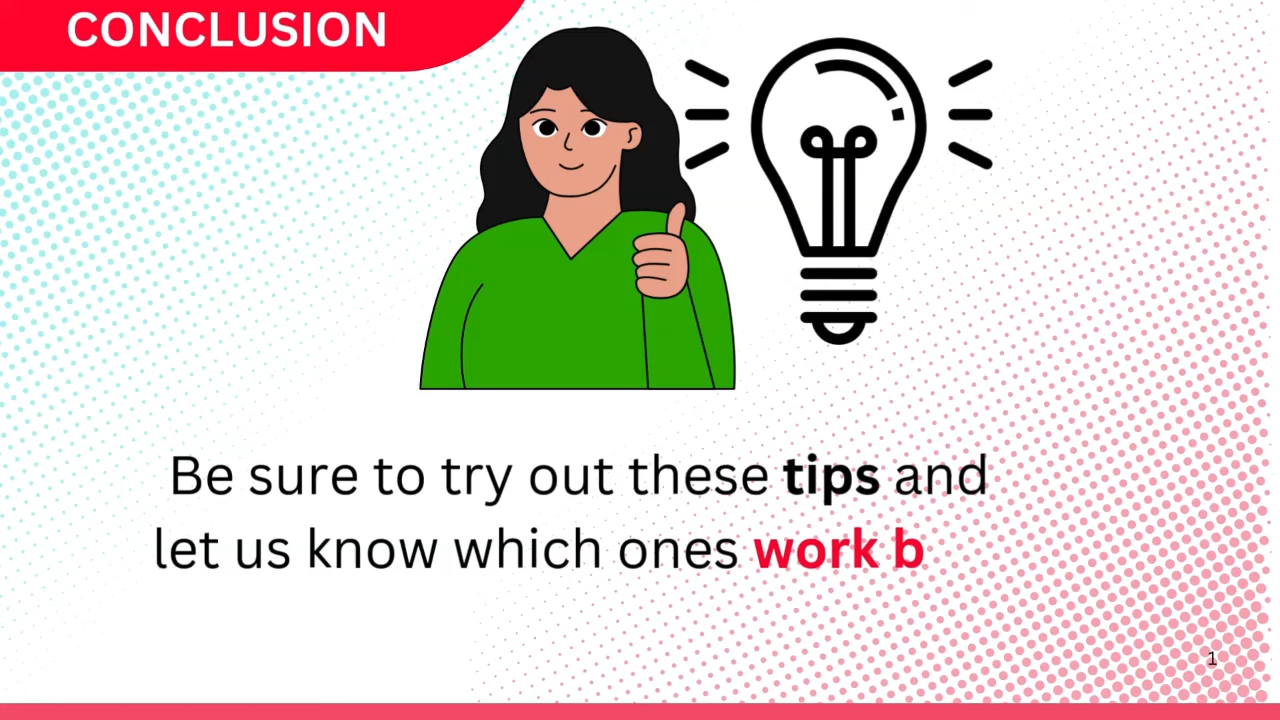 CONCLUSION
Be sure to try out these tips and
let us know which ones work b
1